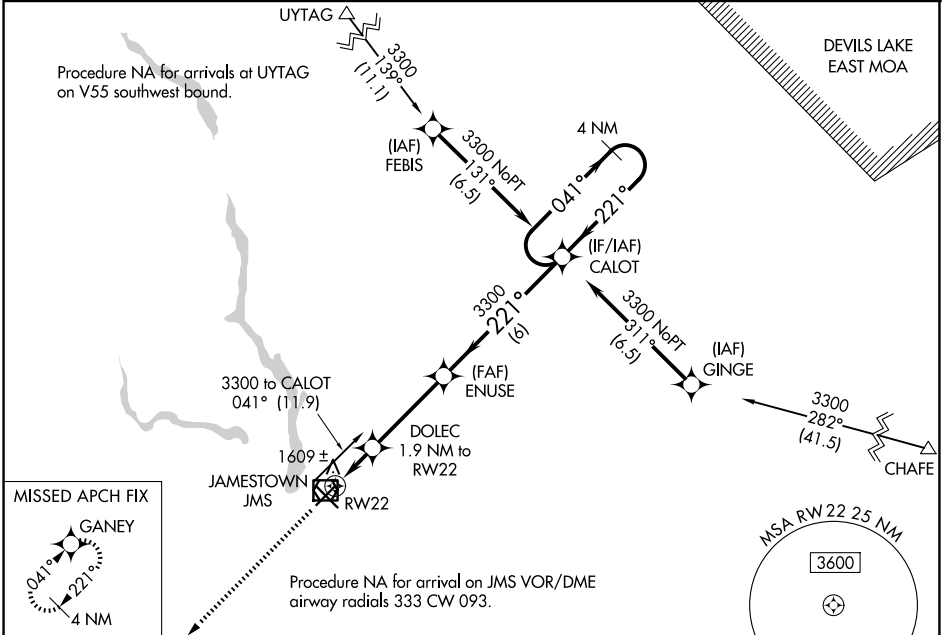 UYTAG
3300
139°
(11.1)
Procedure NA for arrivals at UYTAG
on V55 southwest bound.
DEVILS LAKE
EAST MOA
(IAF)
FEBIS
3300 NoPT
131°
(6.5)
4 NM
041°
221°
(IF/IAF)
CALOT
3300
221°
(6)
3300 NoPT
311°
(6.5)
(IAF)
GINGE
3300
282°
(41.5)
CHAFE
(FAF)
ENUSE
3300 to CALOT
041° (11.9)
DOLEC
1.9 NM to
RW22
1609 ±
JAMESTOWN
JMS
RW22
MISSED APCH FIX
GANEY
041°
221°
4 NM
Procedure NA for arrival on JMS VOR/DME
airway radials 333 CW 093.
MSA RW22 25 NM
3600